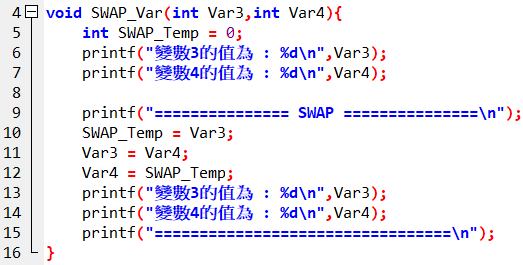 4 void SWAP_Var(int Var3,int Var4){
5 int SWAP_Temp = 0;
6 printf("變數3的值為 : %d\n",Var3);
7 printf("變數4的值為 : %d\n",Var4);
8
9 printf("=============== SWAP ===============\n");
10 SWAP_Temp = Var3;
11 Var3 = Var4;
12 Var4 = SWAP_Temp;
13 printf("變數3的值為 : %d\n",Var3);
14 printf("變數4的值為 : %d\n",Var4);
15 printf("=================================\n");
16 }